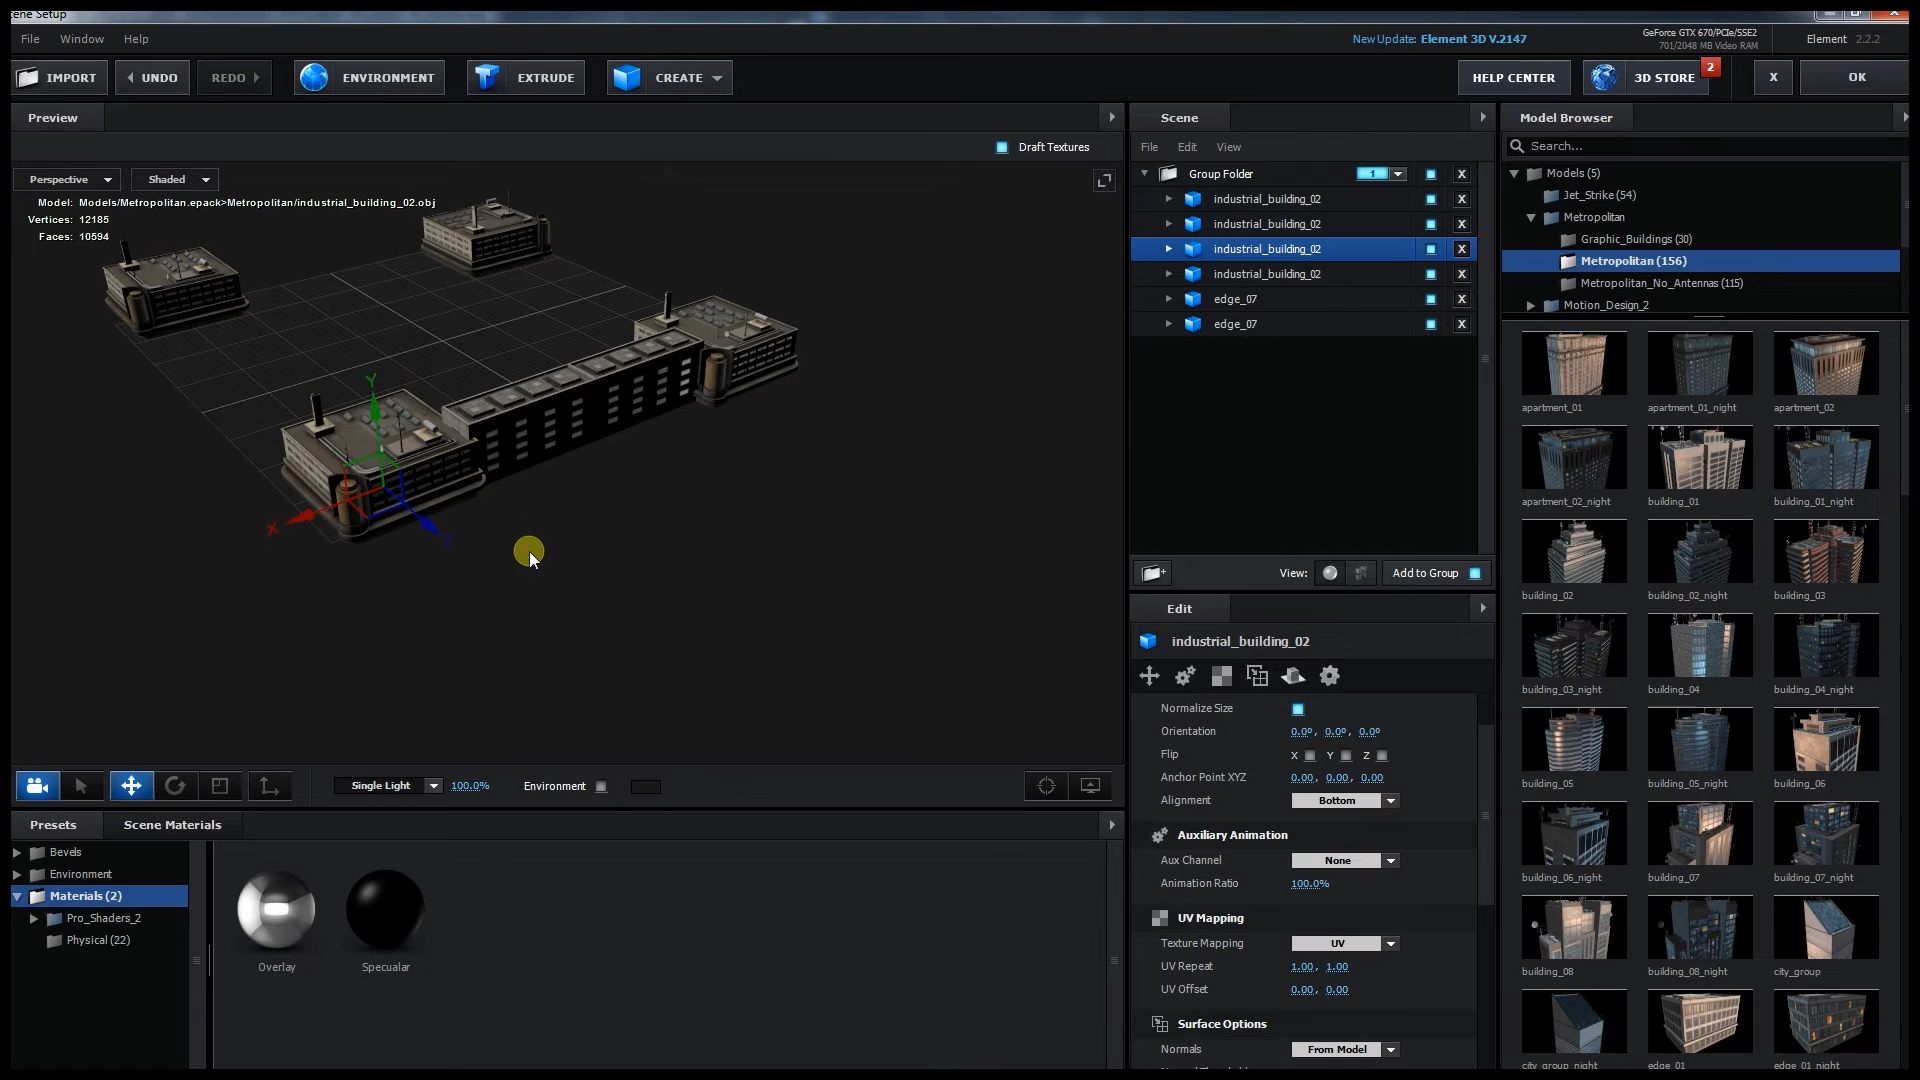 cene Setup
File Window Help
New Update: Element 3D V.2147
GeForce GTX 670/PCIe/SSE2
701/2048 MB Video RAM
Element 2.2.2
IMPORT UNDO REDO ENVIRONMENT EXTRUDE CREATE HELP CENTER 3D STORE 2 X OK
Preview
Draft Textures
Perspective Shaded
Model: Models/Metropolitan.epack>Metropolitan/industrial_building_02.obj
Vertices: 12185
Faces: 10594
Y
X
Single Light 100.0% Environment
Presets Scene Materials
Bevels
Environment
Materials (2)
Pro_Shaders_2
Physical (22)
Overlay Specualar
Scene
File Edit View
Group Folder 1 X
industrial_building_02 X
industrial_building_02 X
industrial_building_02 X
industrial_building_02 X
edge_07 X
edge_07 X
View: Add to Group
Edit
industrial_building_02
Normalize Size
Orientation 0.0º, 0.0º, 0.0º
Flip X Y Z
Anchor Point XYZ 0.00, 0.00, 0.00
Alignment Bottom
Auxiliary Animation
Aux Channel None
Animation Ratio 100.0%
UV Mapping
Texture Mapping UV
UV Repeat 1.00, 1.00
UV Offset 0.00, 0.00
Surface Options
Normals From Model
Model Browser
Search...
Models (5)
Jet_Strike (54)
Metropolitan
Graphic_Buildings (30)
Metropolitan (156)
Metropolitan_No_Antennas (115)
Motion_Design_2
apartment_01 apartment_01_night apartment_02
apartment_02_night building_01 building_01_night
building_02 building_02_night building_03
building_03_night building_04 building_04_night
building_05 building_05_night building_06
building_06_night building_07 building_07_night
building_08 building_08_night city_group
city_group_night edge_01 edge_01_night